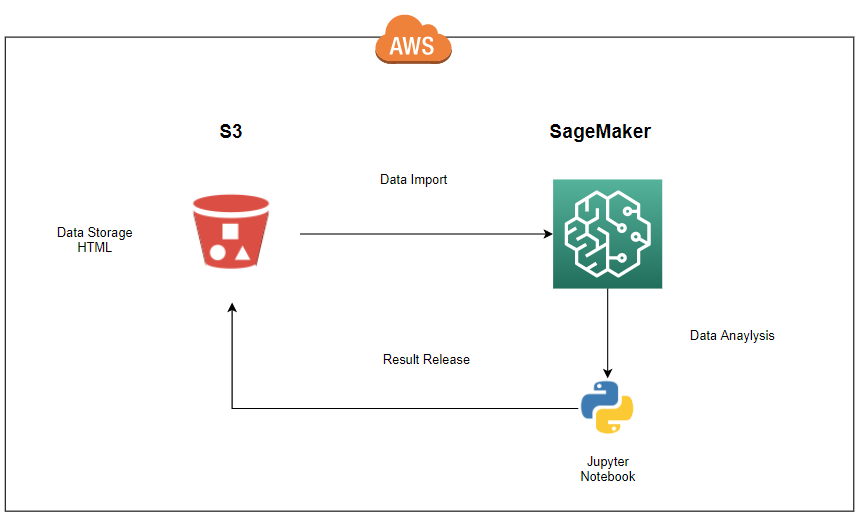 AWS
S3
SageMaker
Data Import
Data Storage
HTML
Data Anaylysis
Result Release
Jupyter
Notebook